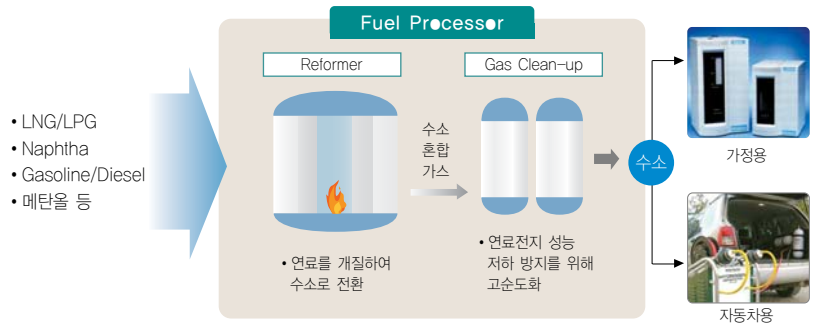 Fuel Processor
Reformer
Gas Clean-up
• LNG/LPG
• Naphtha
• Gasoline/Diesel
• 메탄올 등
수소
혼합
가스
• 연료를 개질하여
수소로 전환
• 연료전지 성능
저하 방지를 위해
고순도화
수소
가정용
자동차용